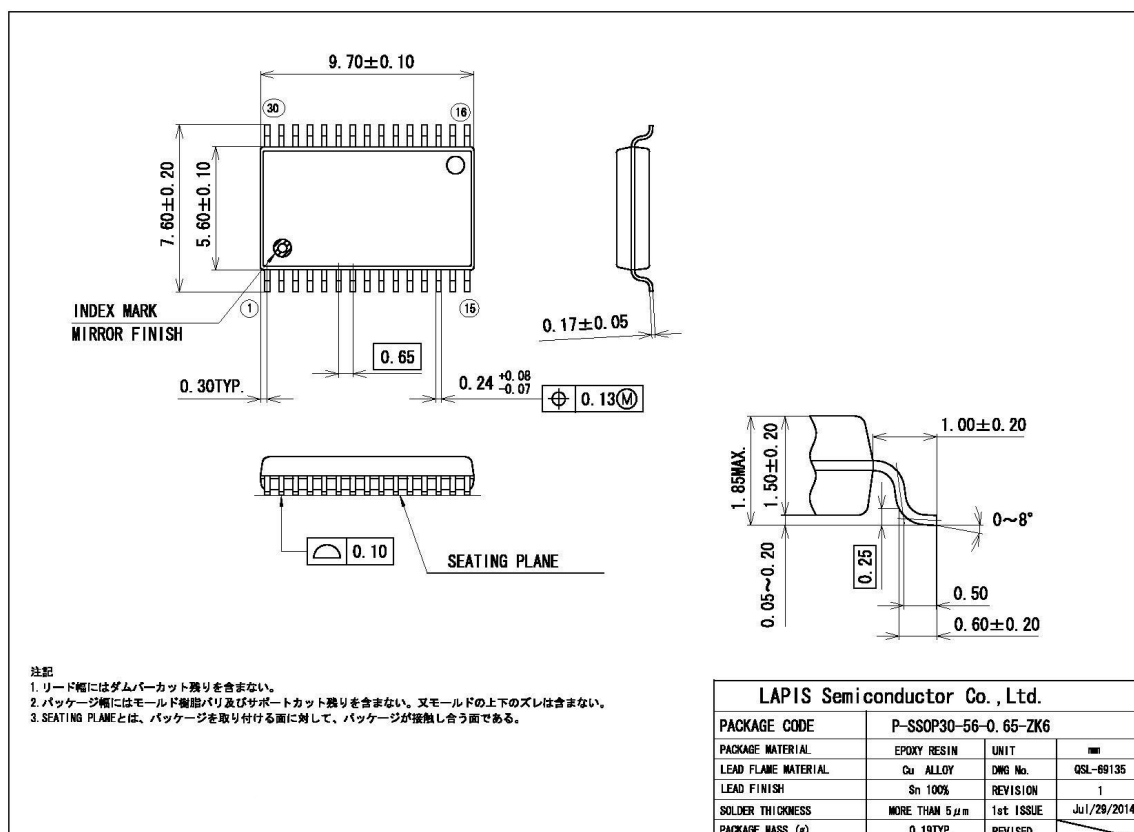 9.70±0.10
30
16
7.60±0.20
5.60±0.10
INDEX MARK
MIRROR FINISH
1
15
0.17±0.05
0.65
0.30TYP.
0.24 +0.08 -0.07
0.13Ⓜ
1.00±0.20
1.85MAX.
1.50±0.20
0~8°
0.05~0.20
0.25
0.50
0.60±0.20
0.10
SEATING PLANE
注記
1. リード幅にはダムバーカット残りを含まない。
2. パッケージ幅にはモールド樹脂バリ及びサポートカット残りを含まない。又モールドの上下のズレは含まない。
3. SEATING PLANEとは、パッケージを取り付ける面に対して、パッケージが接触し合う面である。
LAPIS Semiconductor Co.,Ltd.
PACKAGE CODE P-SSOP30-56-0.65-ZK6
PACKAGE MATERIAL EPOXY RESIN UNIT mm
LEAD FLAME MATERIAL Cu ALLOY DWG No. QSL-69135
LEAD FINISH Sn 100% REVISION 1
SOLDER THICKNESS MORE THAN 5μm 1st ISSUE Jul/29/2014
PACKAGE MASS (g) 0.19TYP REVISED